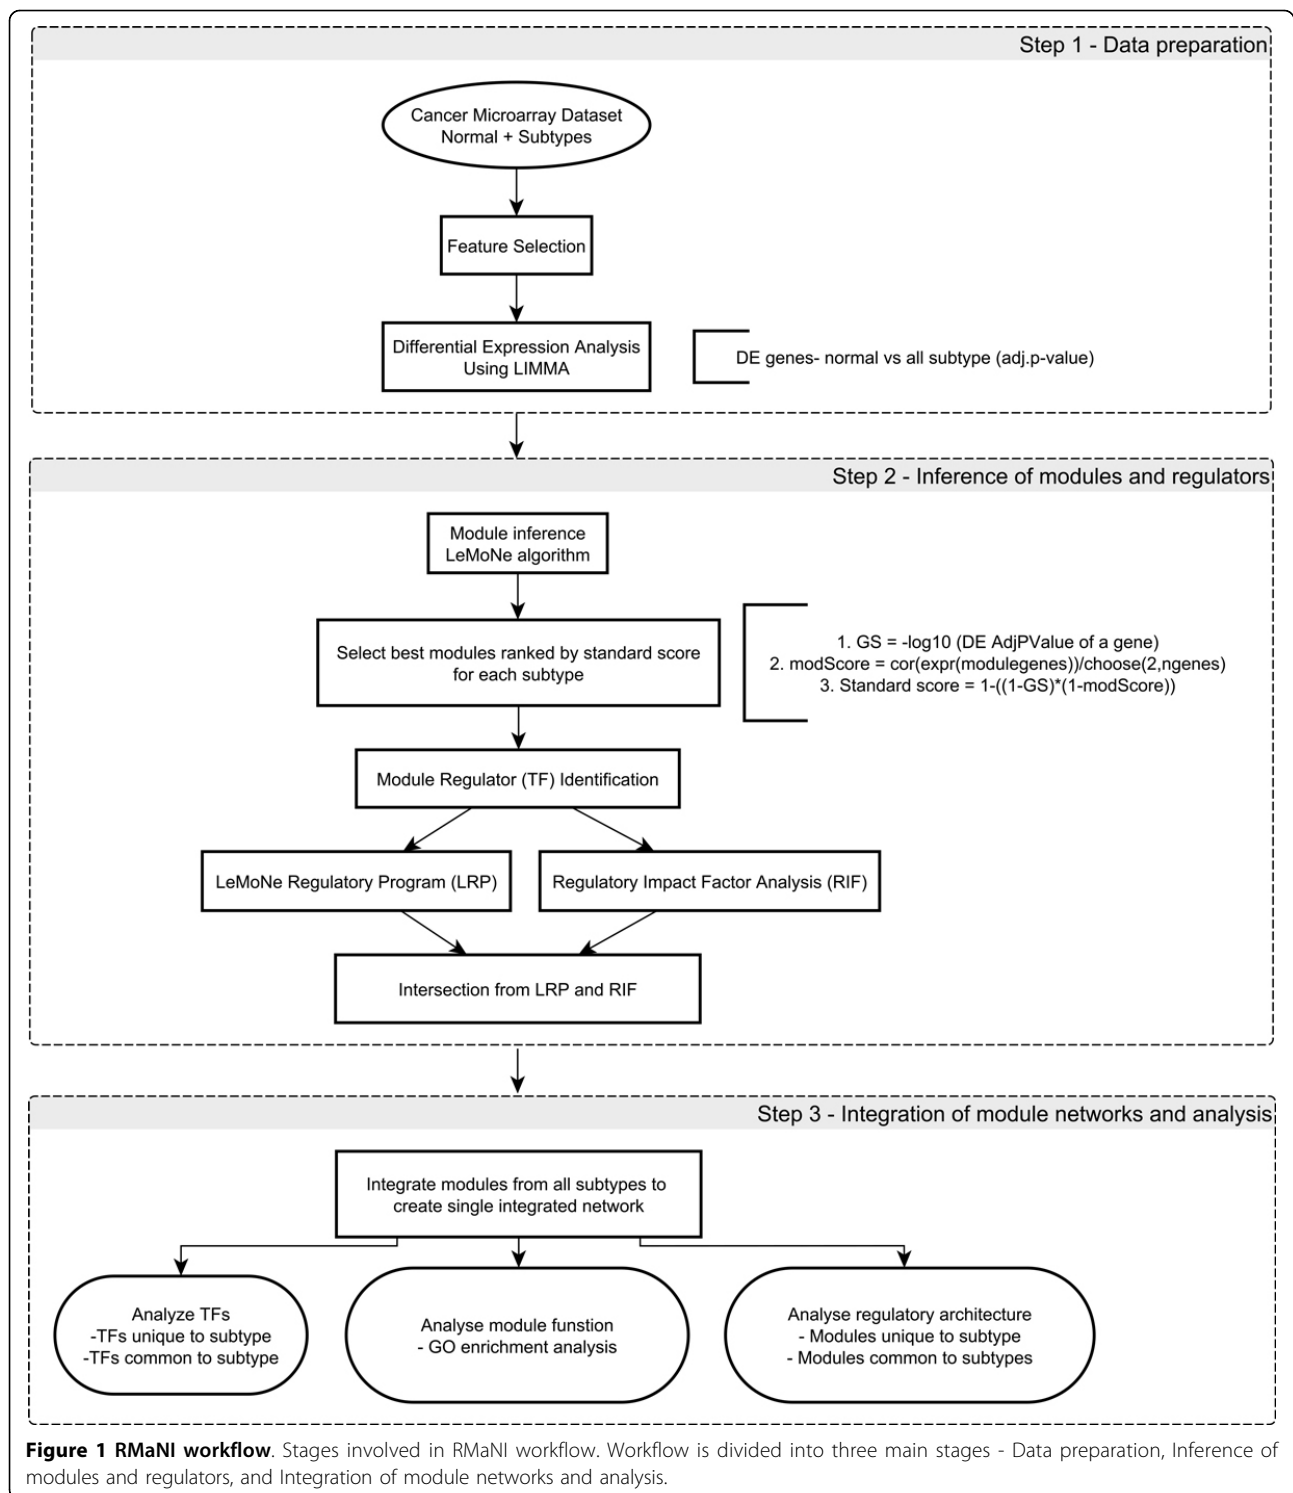 Step 1 - Data preparation
Cancer Microarray Dataset
Normal + Subtypes
Feature Selection
Differential Expression Analysis
Using LIMMA
DE genes- normal vs all subtype (adj.p-value)
Step 2 - Inference of modules and regulators
Module inference
LeMoNe algorithm
Select best modules ranked by standard score
for each subtype
1. GS = -log10 (DE AdjPValue of a gene)
2. modScore = cor(expr(modulegenes))/choose(2,ngenes)
3. Standard score = 1-((1-GS)*(1-modScore))
Module Regulator (TF) Identification
LeMoNe Regulatory Program (LRP)
Regulatory Impact Factor Analysis (RIF)
Intersection from LRP and RIF
Step 3 - Integration of module networks and analysis
Integrate modules from all subtypes to
create single integrated network
Analyze TFs
-TFs unique to subtype
-TFs common to subtype
Analyse module funstion
- GO enrichment analysis
Analyse regulatory architecture
- Modules unique to subtype
- Modules common to subtypes
Figure 1 RMaNI workflow. Stages involved in RMaNI workflow. Workflow is divided into three main stages - Data preparation, Inference of
modules and regulators, and Integration of module networks and analysis.